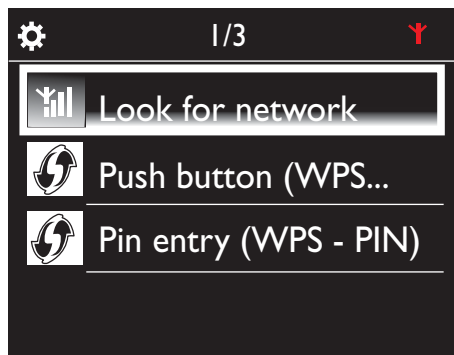 1/3
Look for network
Push button (WPS...
Pin entry (WPS - PIN)